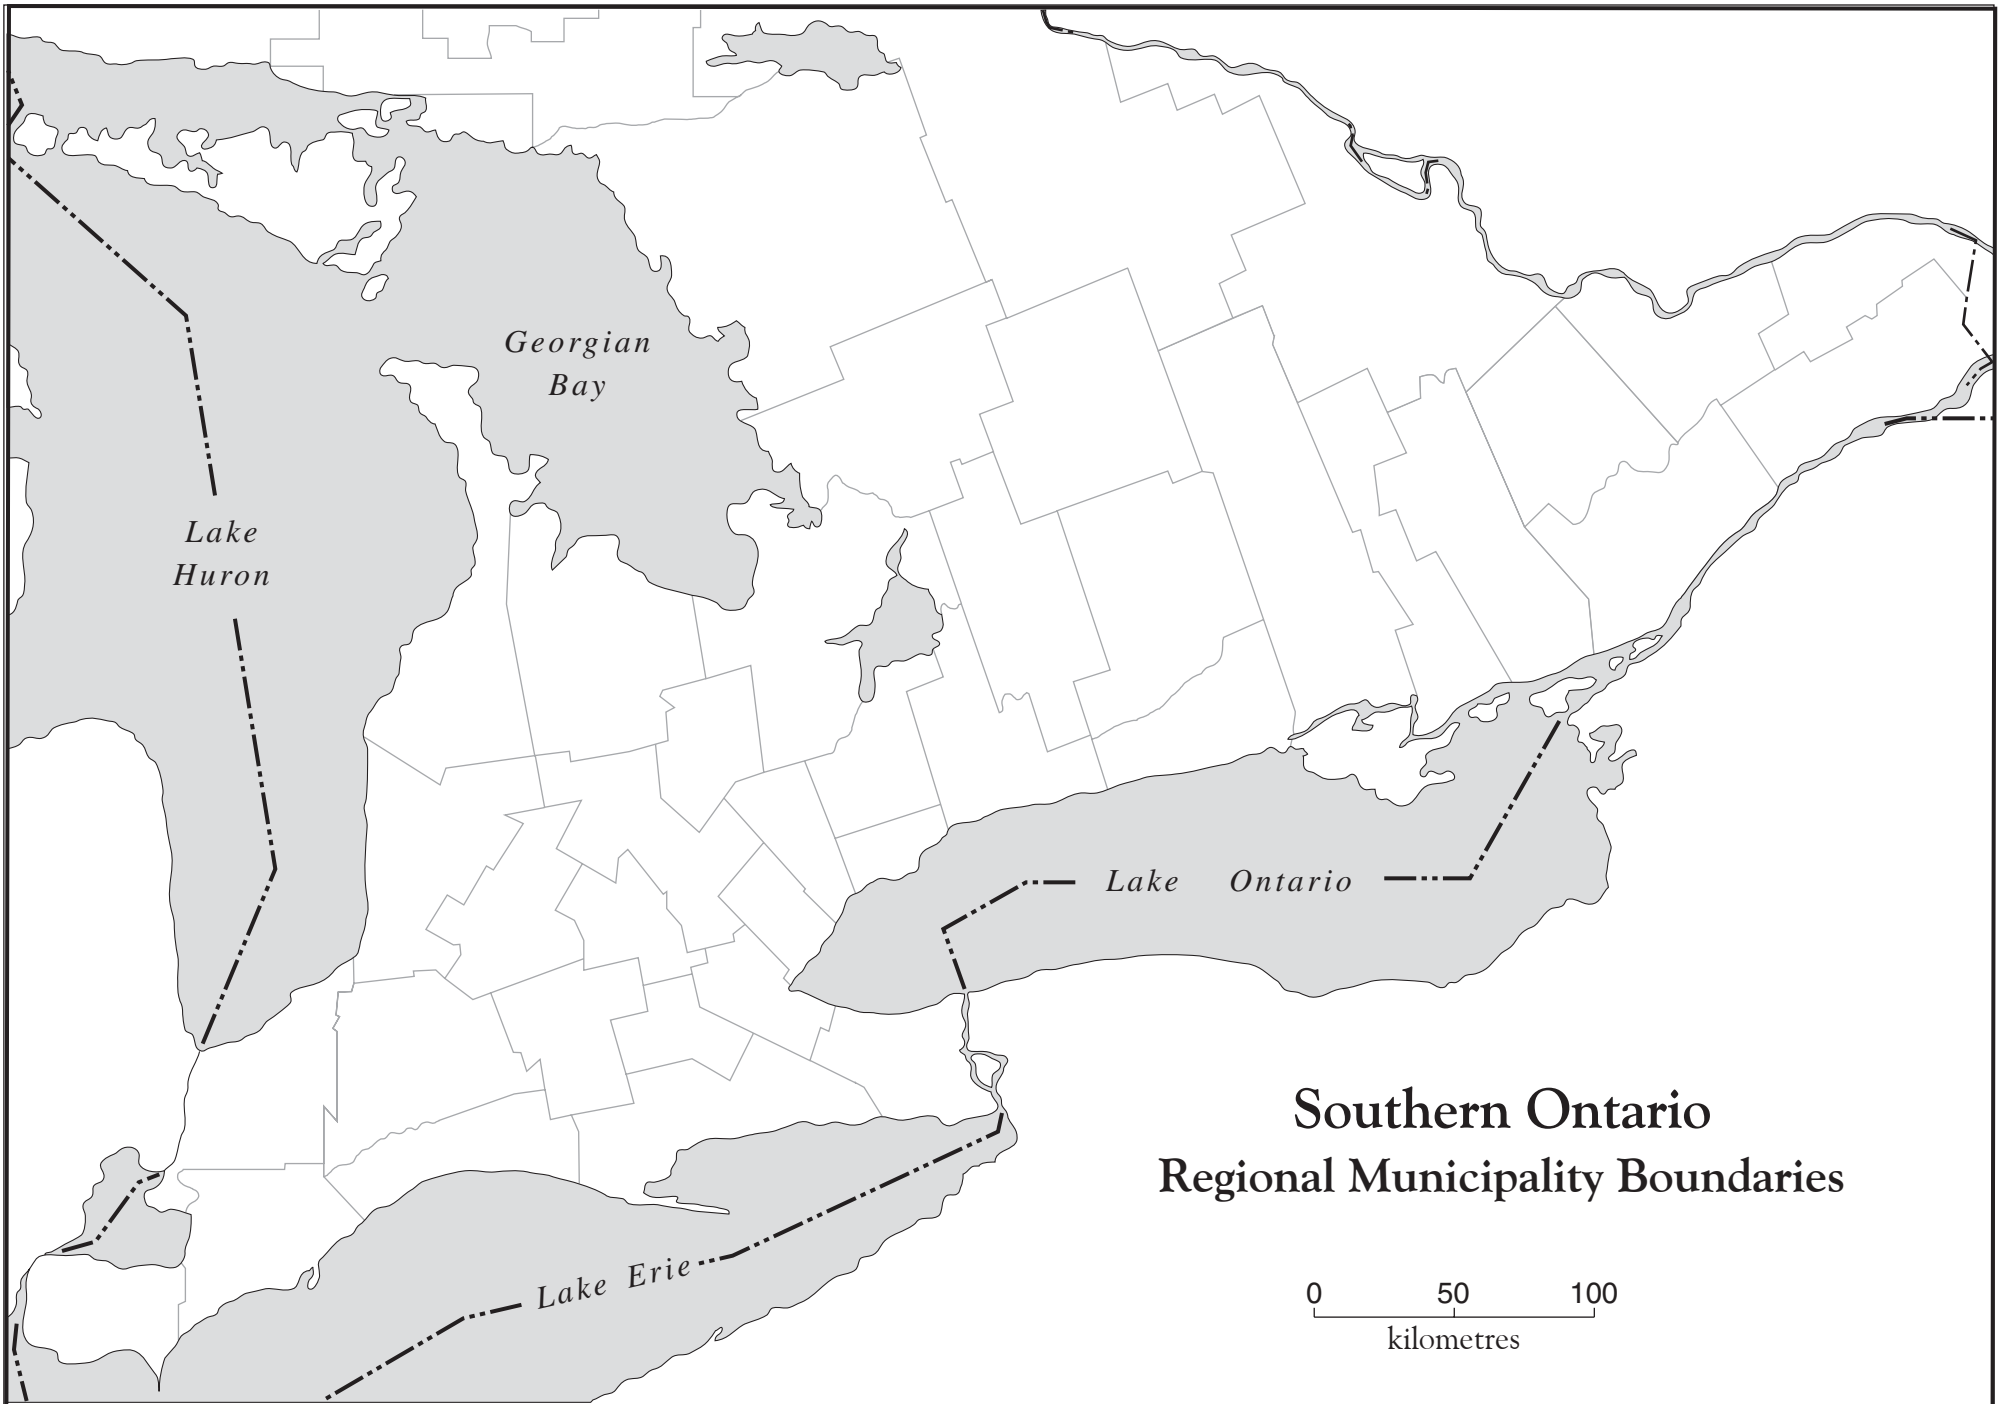 Georgian
Bay
Lake
Huron
Lake Ontario
Lake Erie
Southern Ontario
Regional Municipality Boundaries
0 50 100
kilometres